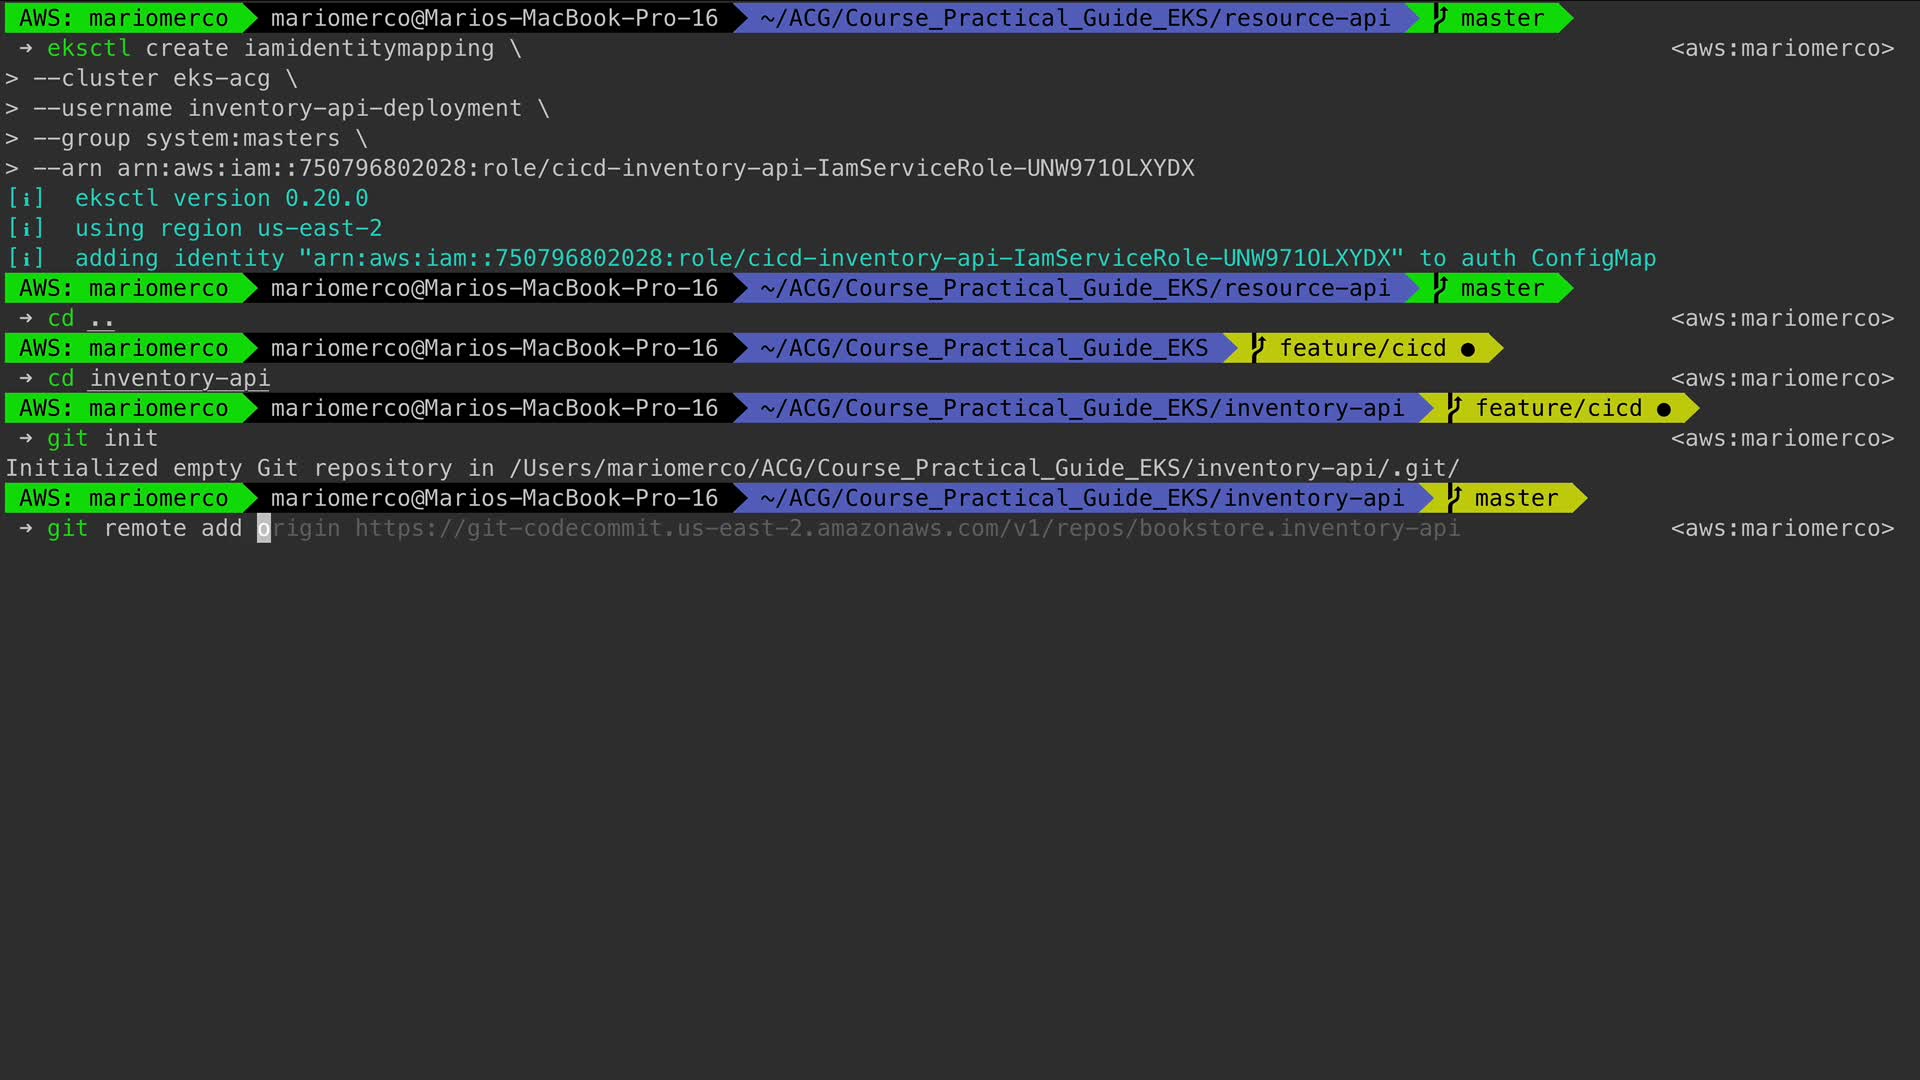 AWS: mariomerco mariomerco@Marios-MacBook-Pro-16 ~/ACG/Course_Practical_Guide_EKS/resource-api master
➜ eksctl create iamidentitymapping \ <aws:mariomerco>
> --cluster eks-acg \
> --username inventory-api-deployment \
> --group system:masters \
> --arn arn:aws:iam::750796802028:role/cicd-inventory-api-IamServiceRole-UNW971OLXYDX
[ℹ] eksctl version 0.20.0
[ℹ] using region us-east-2
[ℹ] adding identity "arn:aws:iam::750796802028:role/cicd-inventory-api-IamServiceRole-UNW971OLXYDX" to auth ConfigMap
AWS: mariomerco mariomerco@Marios-MacBook-Pro-16 ~/ACG/Course_Practical_Guide_EKS/resource-api master
➜ cd .. <aws:mariomerco>
AWS: mariomerco mariomerco@Marios-MacBook-Pro-16 ~/ACG/Course_Practical_Guide_EKS feature/cicd ●
➜ cd inventory-api <aws:mariomerco>
AWS: mariomerco mariomerco@Marios-MacBook-Pro-16 ~/ACG/Course_Practical_Guide_EKS/inventory-api feature/cicd ●
➜ git init <aws:mariomerco>
Initialized empty Git repository in /Users/mariomerco/ACG/Course_Practical_Guide_EKS/inventory-api/.git/
AWS: mariomerco mariomerco@Marios-MacBook-Pro-16 ~/ACG/Course_Practical_Guide_EKS/inventory-api master
➜ git remote add origin https://git-codecommit.us-east-2.amazonaws.com/v1/repos/bookstore.inventory-api <aws:mariomerco>